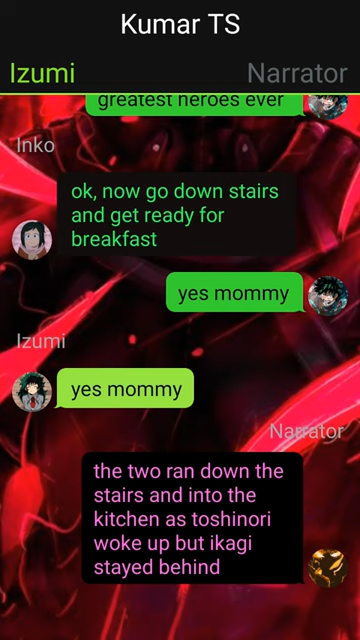 Kumar TS
Izumi
Narrator
greatest heroes ever
Inko
ok, now go down stairs
and get ready for
breakfast
yes mommy
Izumi
yes mommy
Narrator
the two ran down the
stairs and into the
kitchen as toshinori
woke up but ikagi
stayed behind